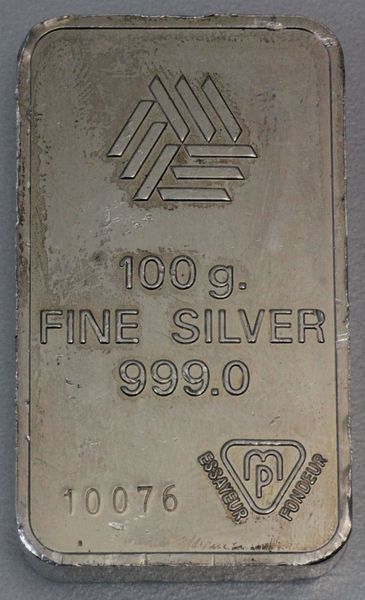 100 g.
FINE SILVER
999.0
10076
mp
ESSAYEUR
FONDEUR